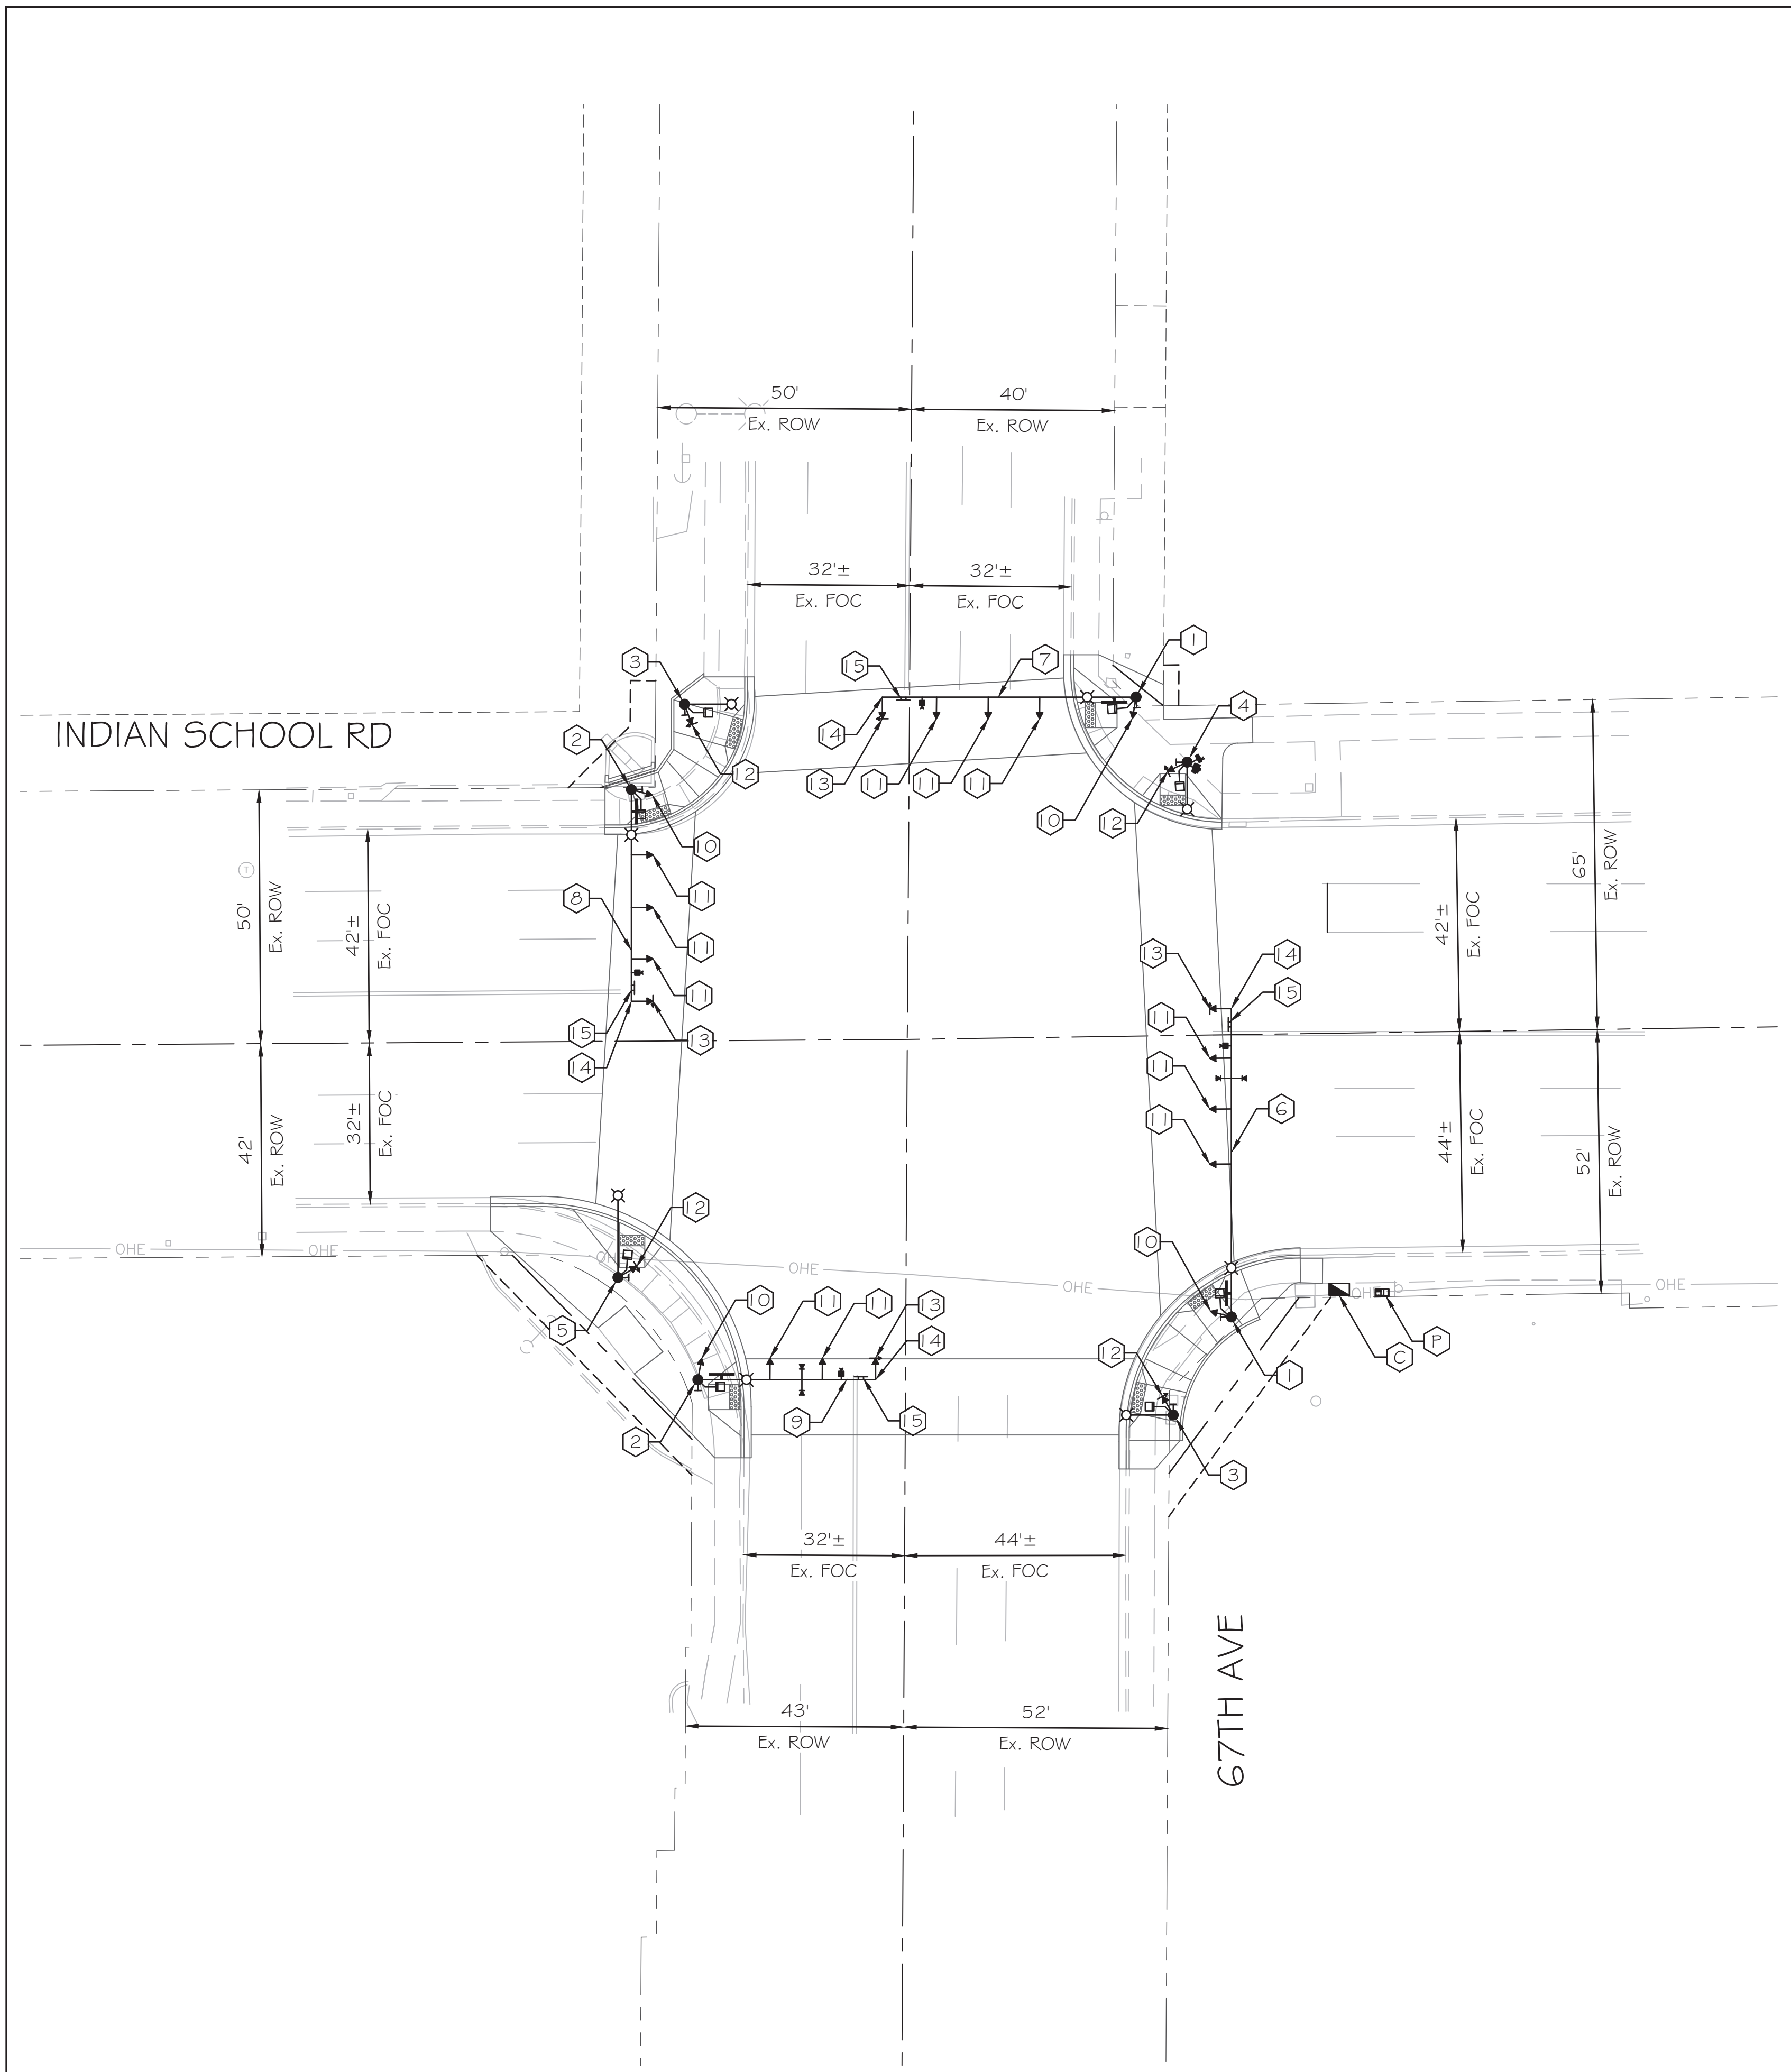 50'
Ex. ROW
40'
Ex. ROW
32'±
Ex. FOC
32'±
Ex. FOC
3
15
7
1
INDIAN SCHOOL RD
2
14
4
12
13
11
11
11
10
12
10
T
50'
Ex. ROW
42'±
Ex. FOC
8
11
11
11
15
13
14
42'±
Ex. FOC
65'
Ex. ROW
13
14
15
11
11
11
6
42'
Ex. ROW
32'±
Ex. FOC
44'±
Ex. FOC
52'
Ex. ROW
12
10
OHE
OHE
OHE
OHE
OHE
OHE
OHE
5
10
11
11
13
14
12
1
C
P
2
9
15
3
32'±
Ex. FOC
44'±
Ex. FOC
67TH AVE
43'
Ex. ROW
52'
Ex. ROW